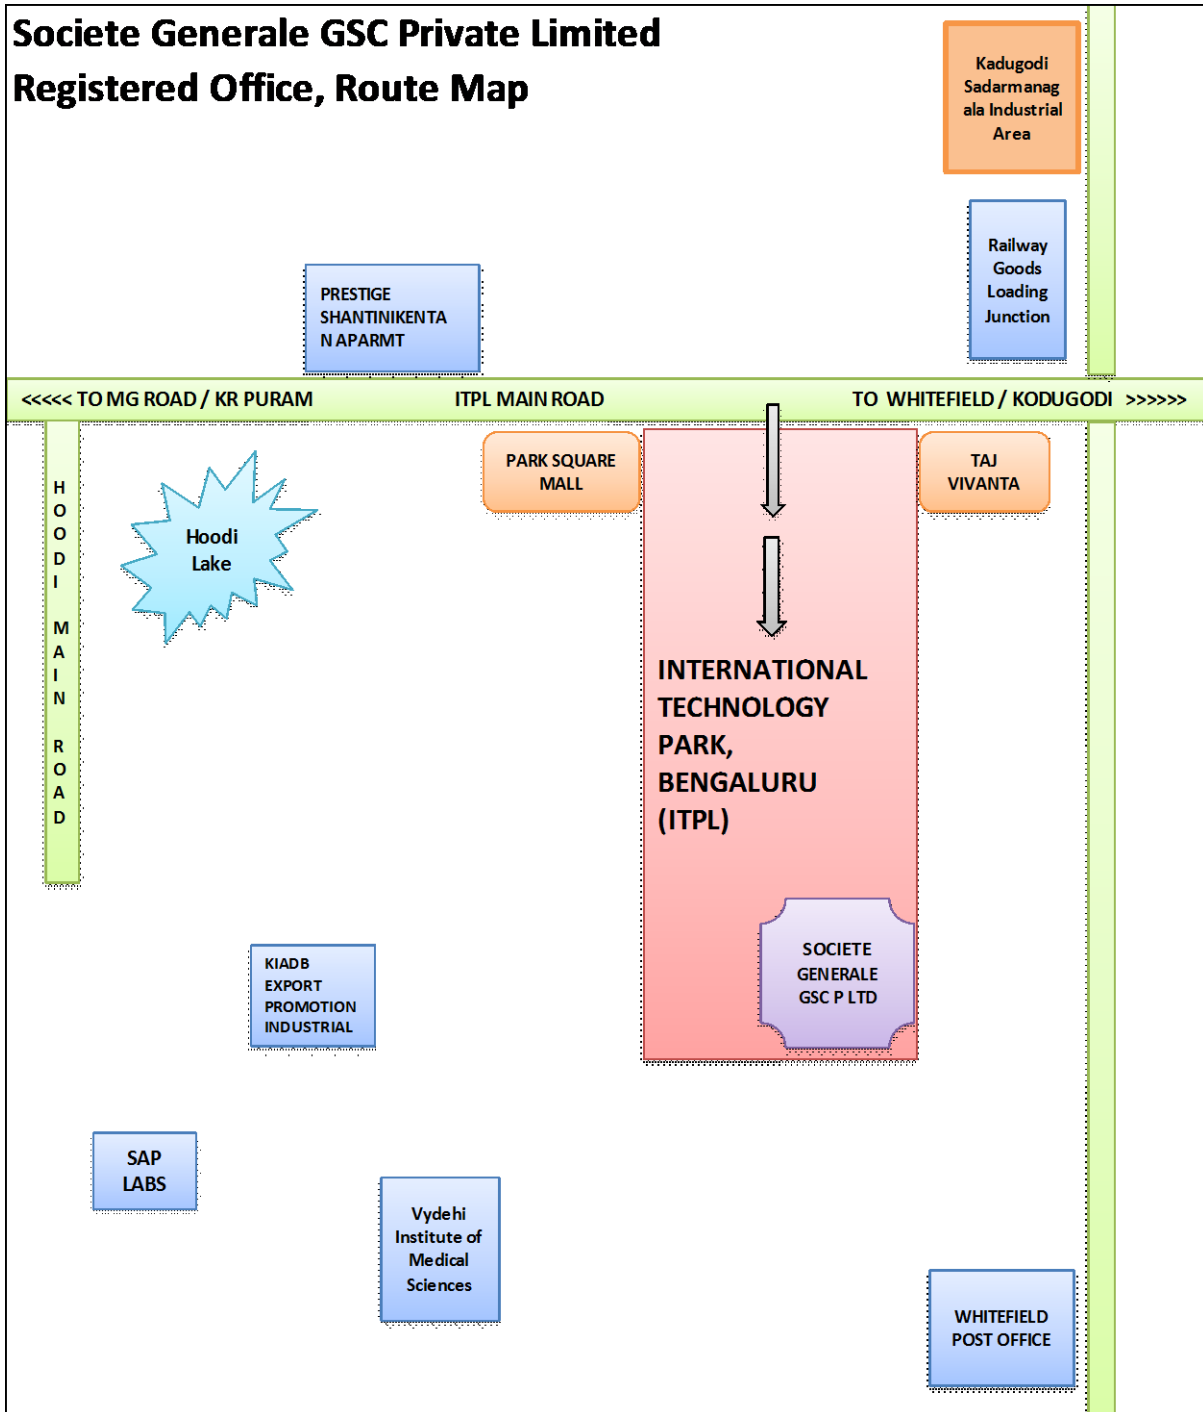 Societe Generale GSC Private Limited
Registered Office, Route Map
Kadugodi
Sadarmanag
ala Industrial
Area
Railway
Goods
Loading
Junction
PRESTIGE
SHANTINIKENTA
N APARMT
<<<<< TO MG ROAD / KR PURAM
ITPL MAIN ROAD
TO WHITEFIELD / KODUGODI >>>>>>
PARK SQUARE
MALL
TAJ
VIVANTA
HOODI MAIN ROAD
Hoodi
Lake
INTERNATIONAL
TECHNOLOGY
PARK,
BENGALURU
(ITPL)
SOCIETE
GENERALE
GSC P LTD
KIADB
EXPORT
PROMOTION
INDUSTRIAL
SAP
LABS
Vydehi
Institute of
Medical
Sciences
WHITEFIELD
POST OFFICE